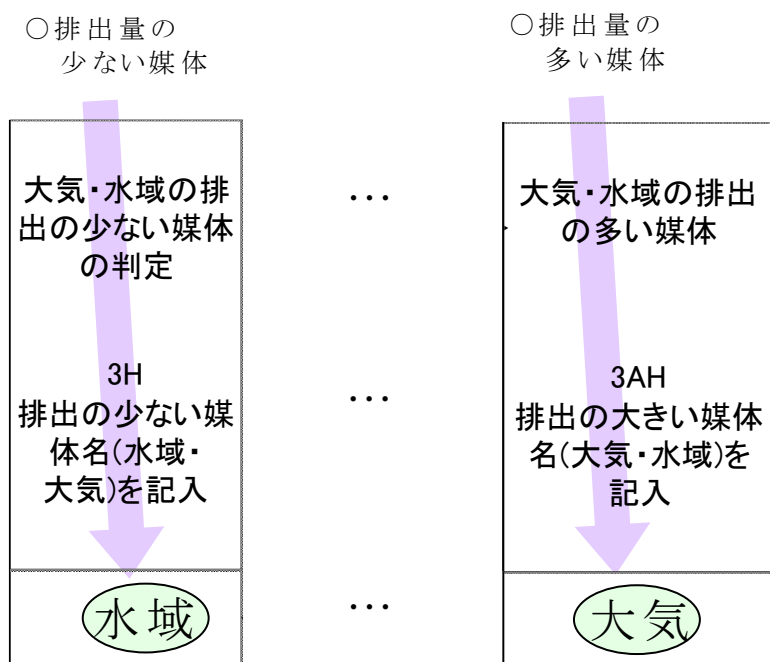 ○排出量の
少ない媒体
○排出量の
多い媒体
大気・水域の排
出の少ない媒体
の判定
…
大気・水域の排出
の多い媒体
3H
排出の少ない媒
体名(水域・
大気)を記入
…
3AH
排出の大きい媒体
名(大気・水域)を
記入
水域
…
大気